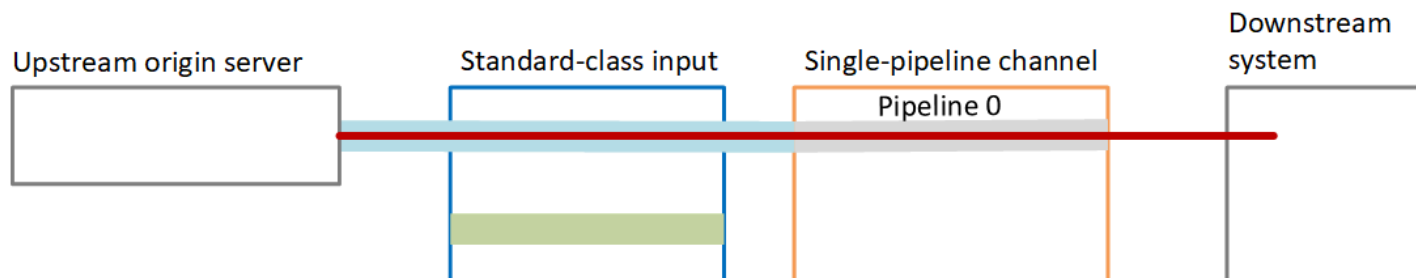 Upstream origin server
Standard-class input
Single-pipeline channel
Downstream
system
Pipeline 0